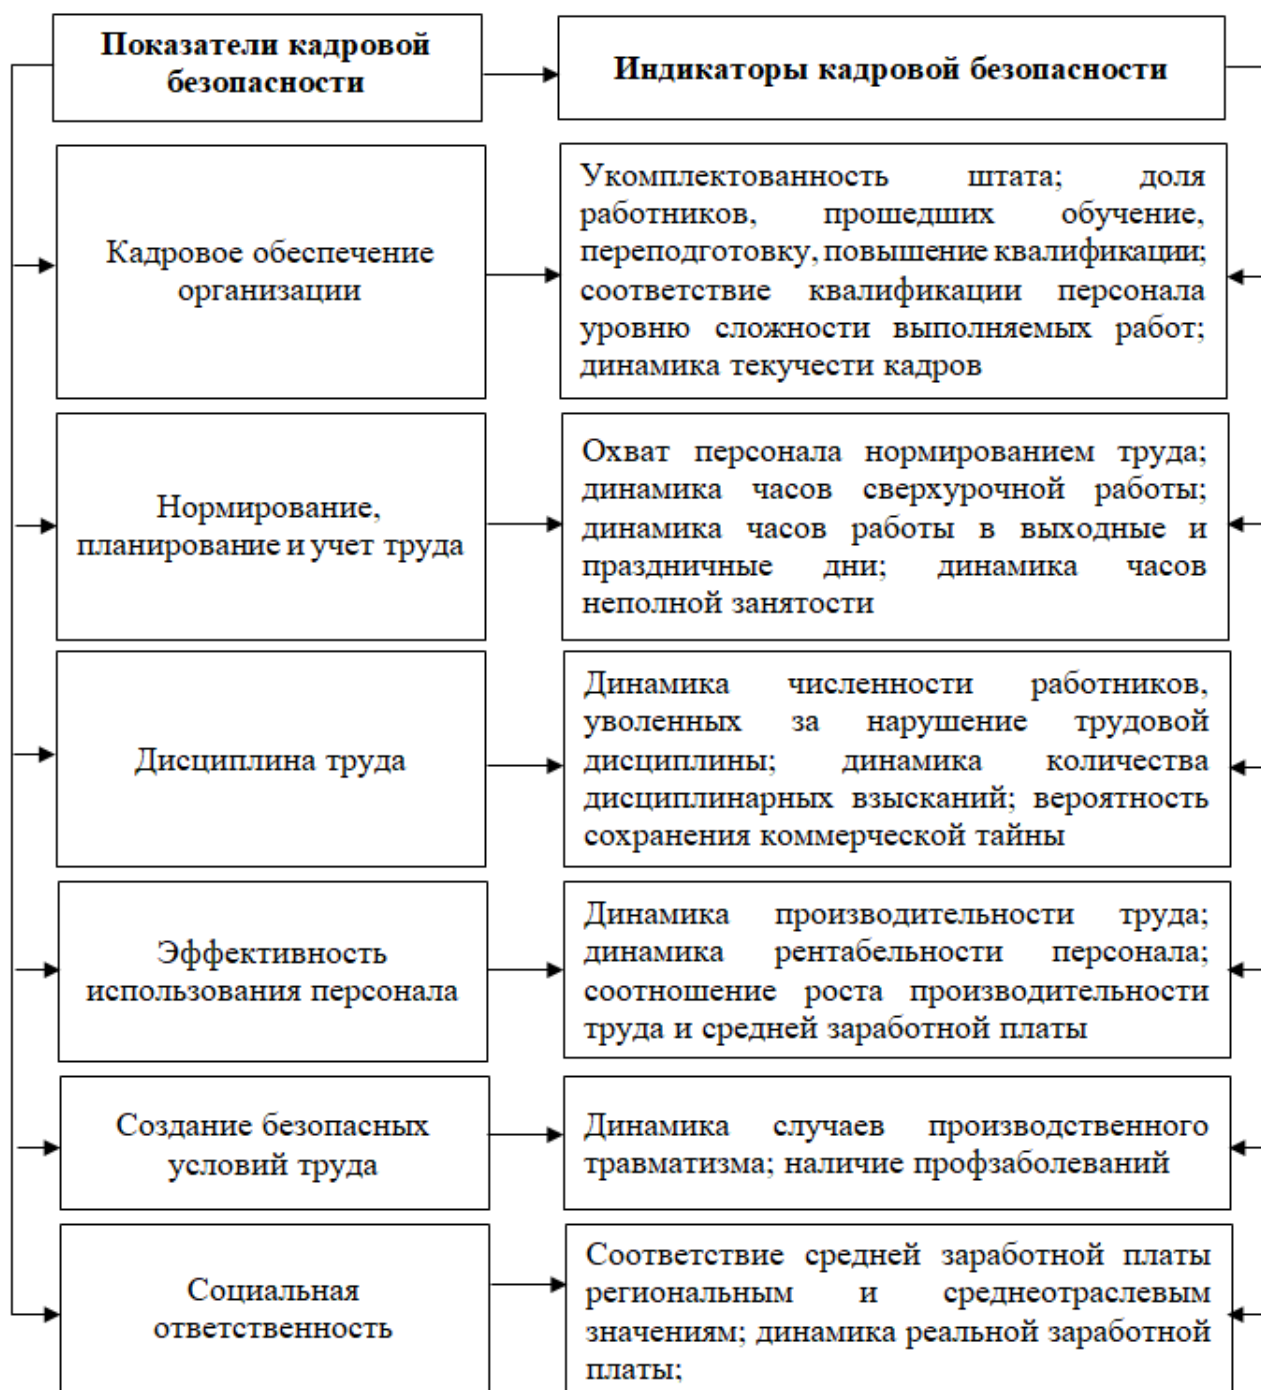 Показатели кадровой
безопасности
Индикаторы кадровой безопасности
Кадровое обеспечение
организации
Укомплектованность штата; доля
работников, прошедших обучение,
переподготовку, повышение квалификации;
соответствие квалификации персонала
уровню сложности выполняемых работ;
динамика текучести кадров
Нормирование,
планирование и учет труда
Охват персонала нормированием труда;
динамика часов сверхурочной работы;
динамика часов работы в выходные и
праздничные дни; динамика часов
неполной занятости
Дисциплина труда
Динамика численности работников,
уволенных за нарушение трудовой
дисциплины; динамика количества
дисциплинарных взысканий; вероятность
сохранения коммерческой тайны
Эффективность
использования персонала
Динамика производительности труда;
динамика рентабельности персонала;
соотношение роста производительности
труда и средней заработной платы
Создание безопасных
условий труда
Динамика случаев производственного
травматизма; наличие профзаболеваний
Социальная
ответственность
Соответствие средней заработной платы
региональным и среднеотраслевым
значениям; динамика реальной заработной
платы;